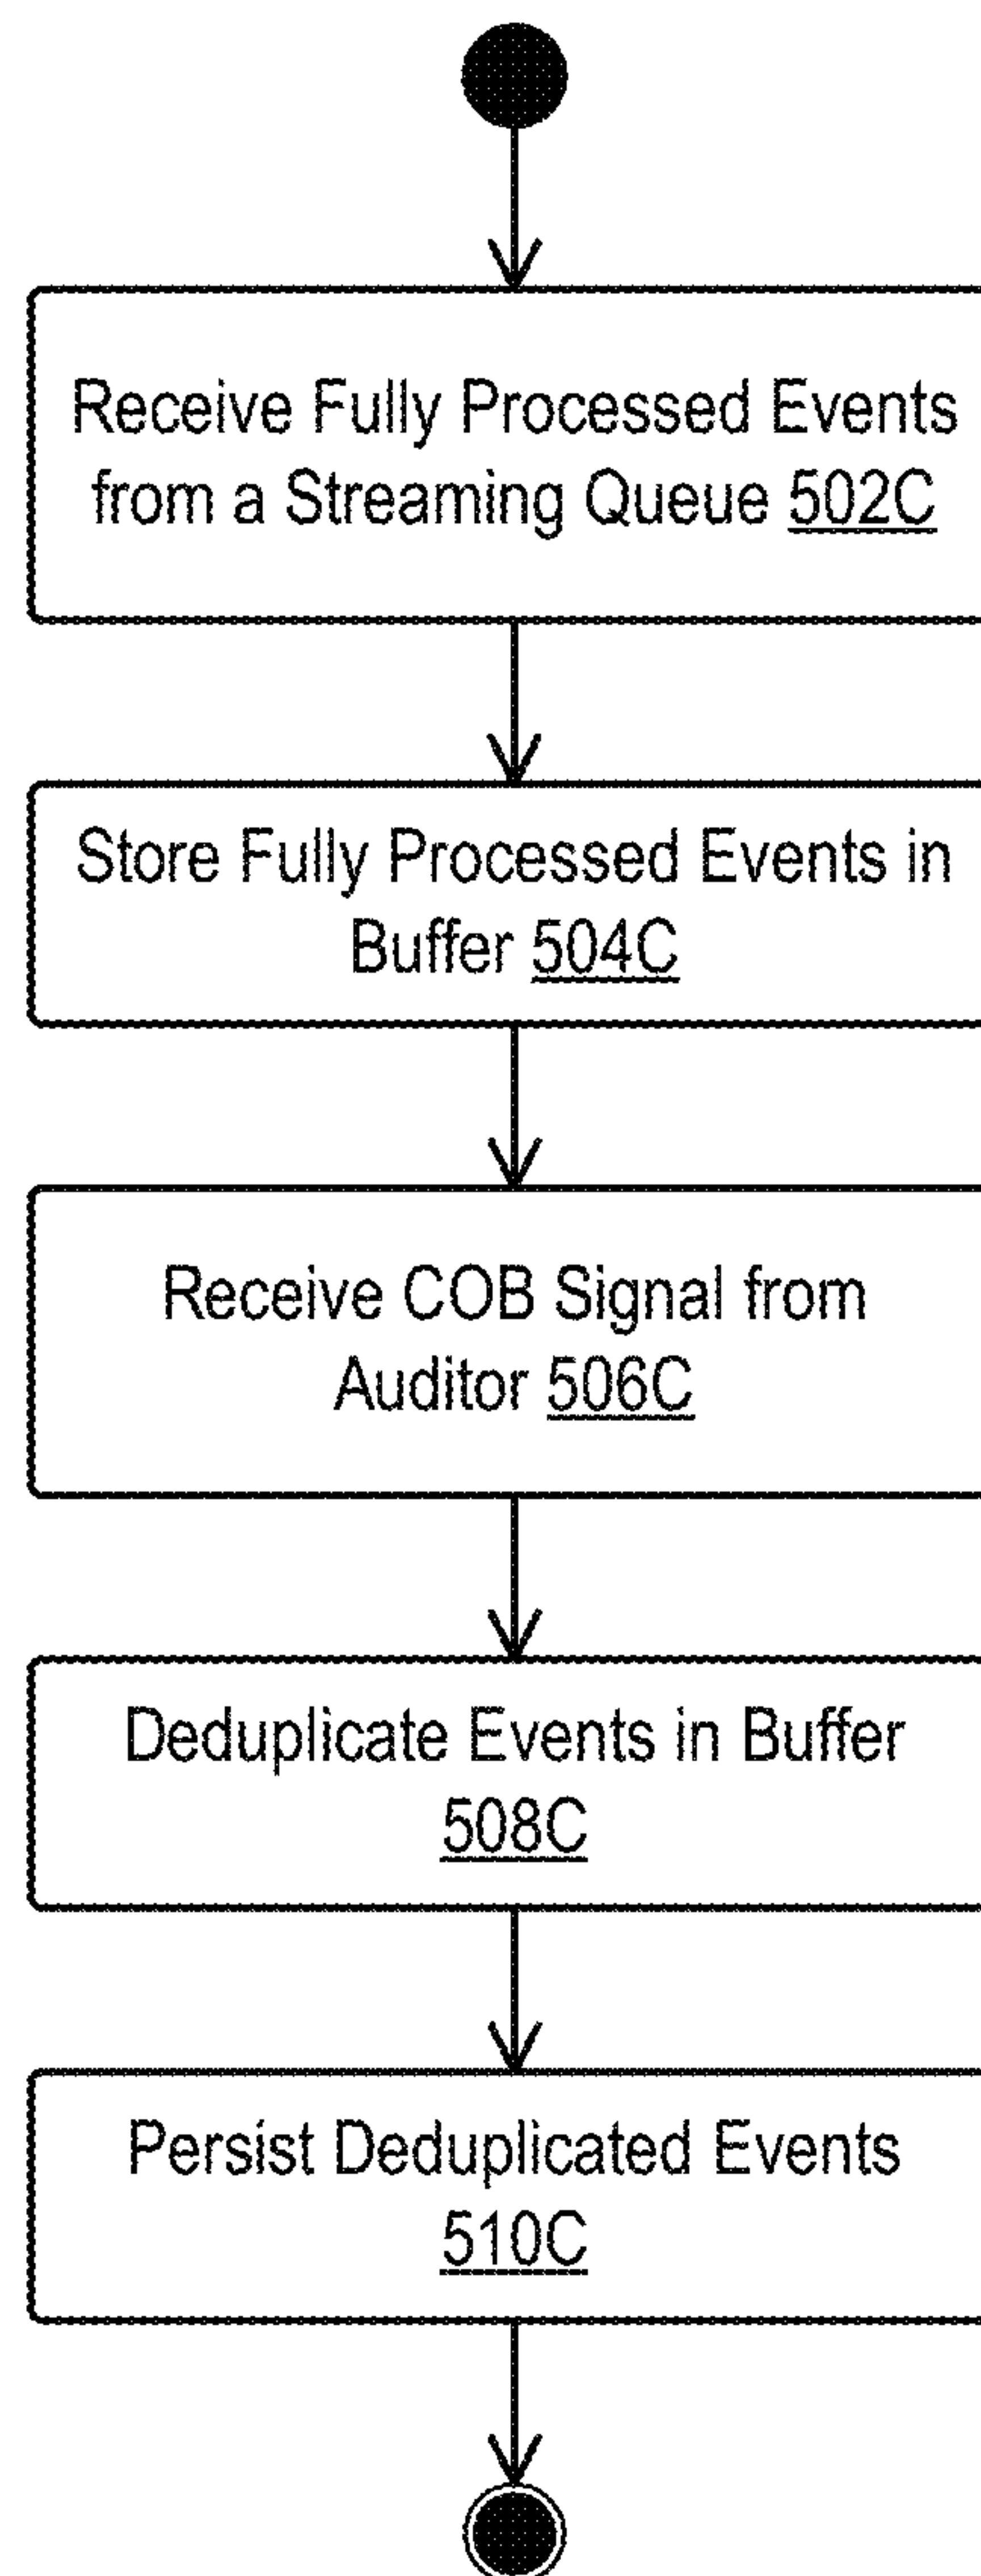 Receive Fully Processed Events
from a Streaming Queue 502C
Store Fully Processed Events in
Buffer 504C
Receive COB Signal from
Auditor 506C
Deduplicate Events in Buffer
508C
Persist Deduplicated Events
510C